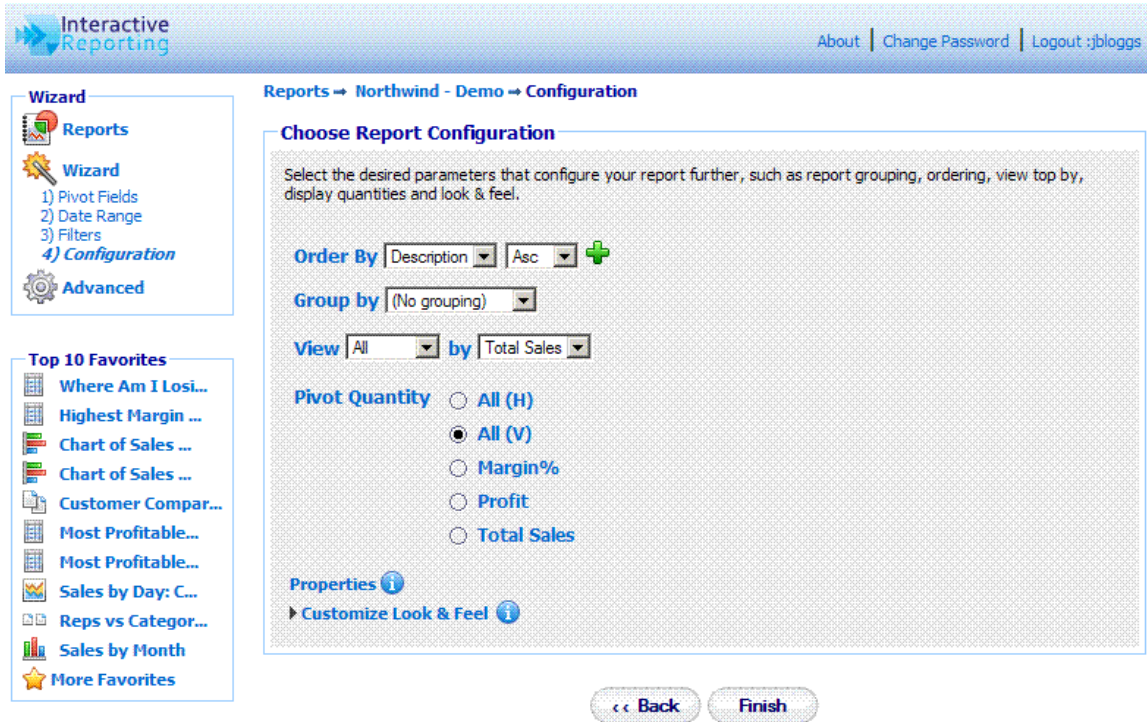 Interactive
Reporting
About | Change Password | Logout :jbloggs
Wizard
Reports
Wizard
1) Pivot Fields
2) Date Range
3) Filters
4) Configuration
Advanced
Top 10 Favorites
Where Am I Losi...
Highest Margin ...
Chart of Sales ...
Chart of Sales ...
Customer Compar...
Most Profitable...
Most Profitable...
Sales by Day: C...
Reps vs Categor...
Sales by Month
More Favorites
Reports → Northwind - Demo → Configuration
Choose Report Configuration
Select the desired parameters that configure your report further, such as report grouping, ordering, view top by,
display quantities and look & feel.
Order By Description Asc
Group by (No grouping)
View All by Total Sales
Pivot Quantity All (H)
All (V)
Margin%
Profit
Total Sales
Properties
Customize Look & Feel
‹‹ Back Finish